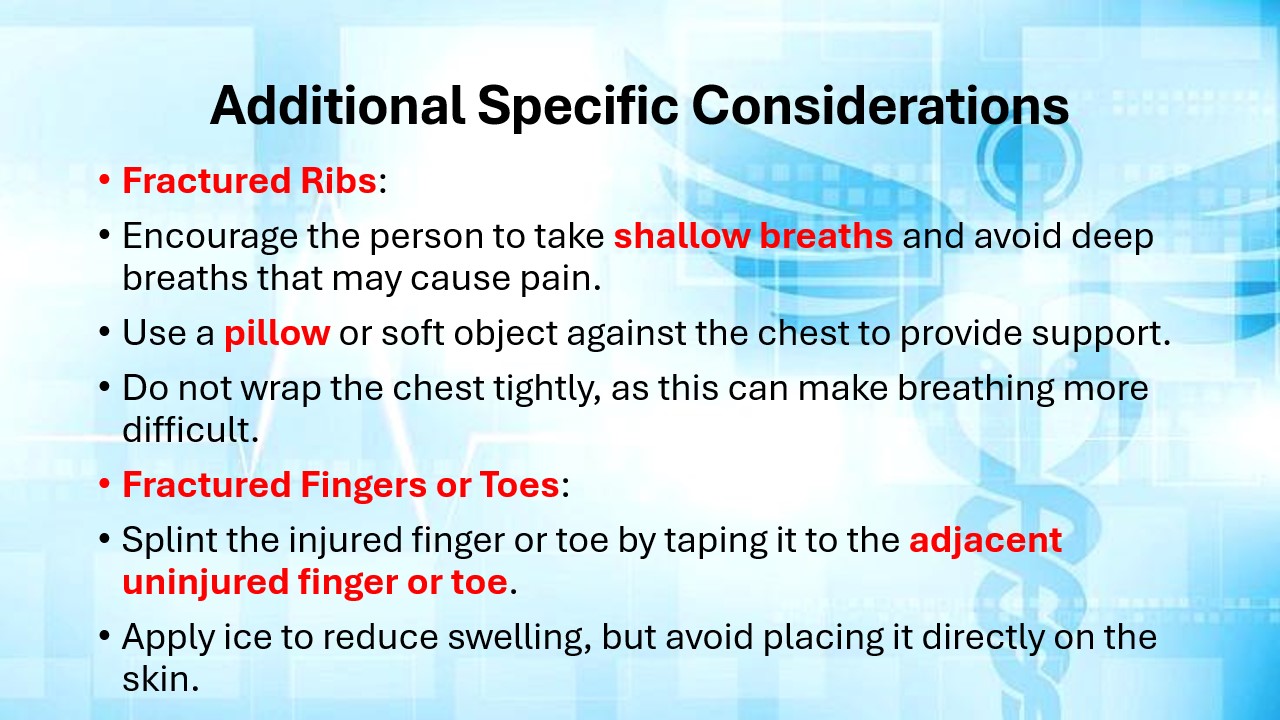 Additional Specific Considerations
• Fractured Ribs:
• Encourage the person to take shallow breaths and avoid deep
breaths that may cause pain.
• Use a pillow or soft object against the chest to provide support.
• Do not wrap the chest tightly, as this can make breathing more
difficult.
• Fractured Fingers or Toes:
• Splint the injured finger or toe by taping it to the adjacent
uninjured finger or toe.
• Apply ice to reduce swelling, but avoid placing it directly on the
skin.